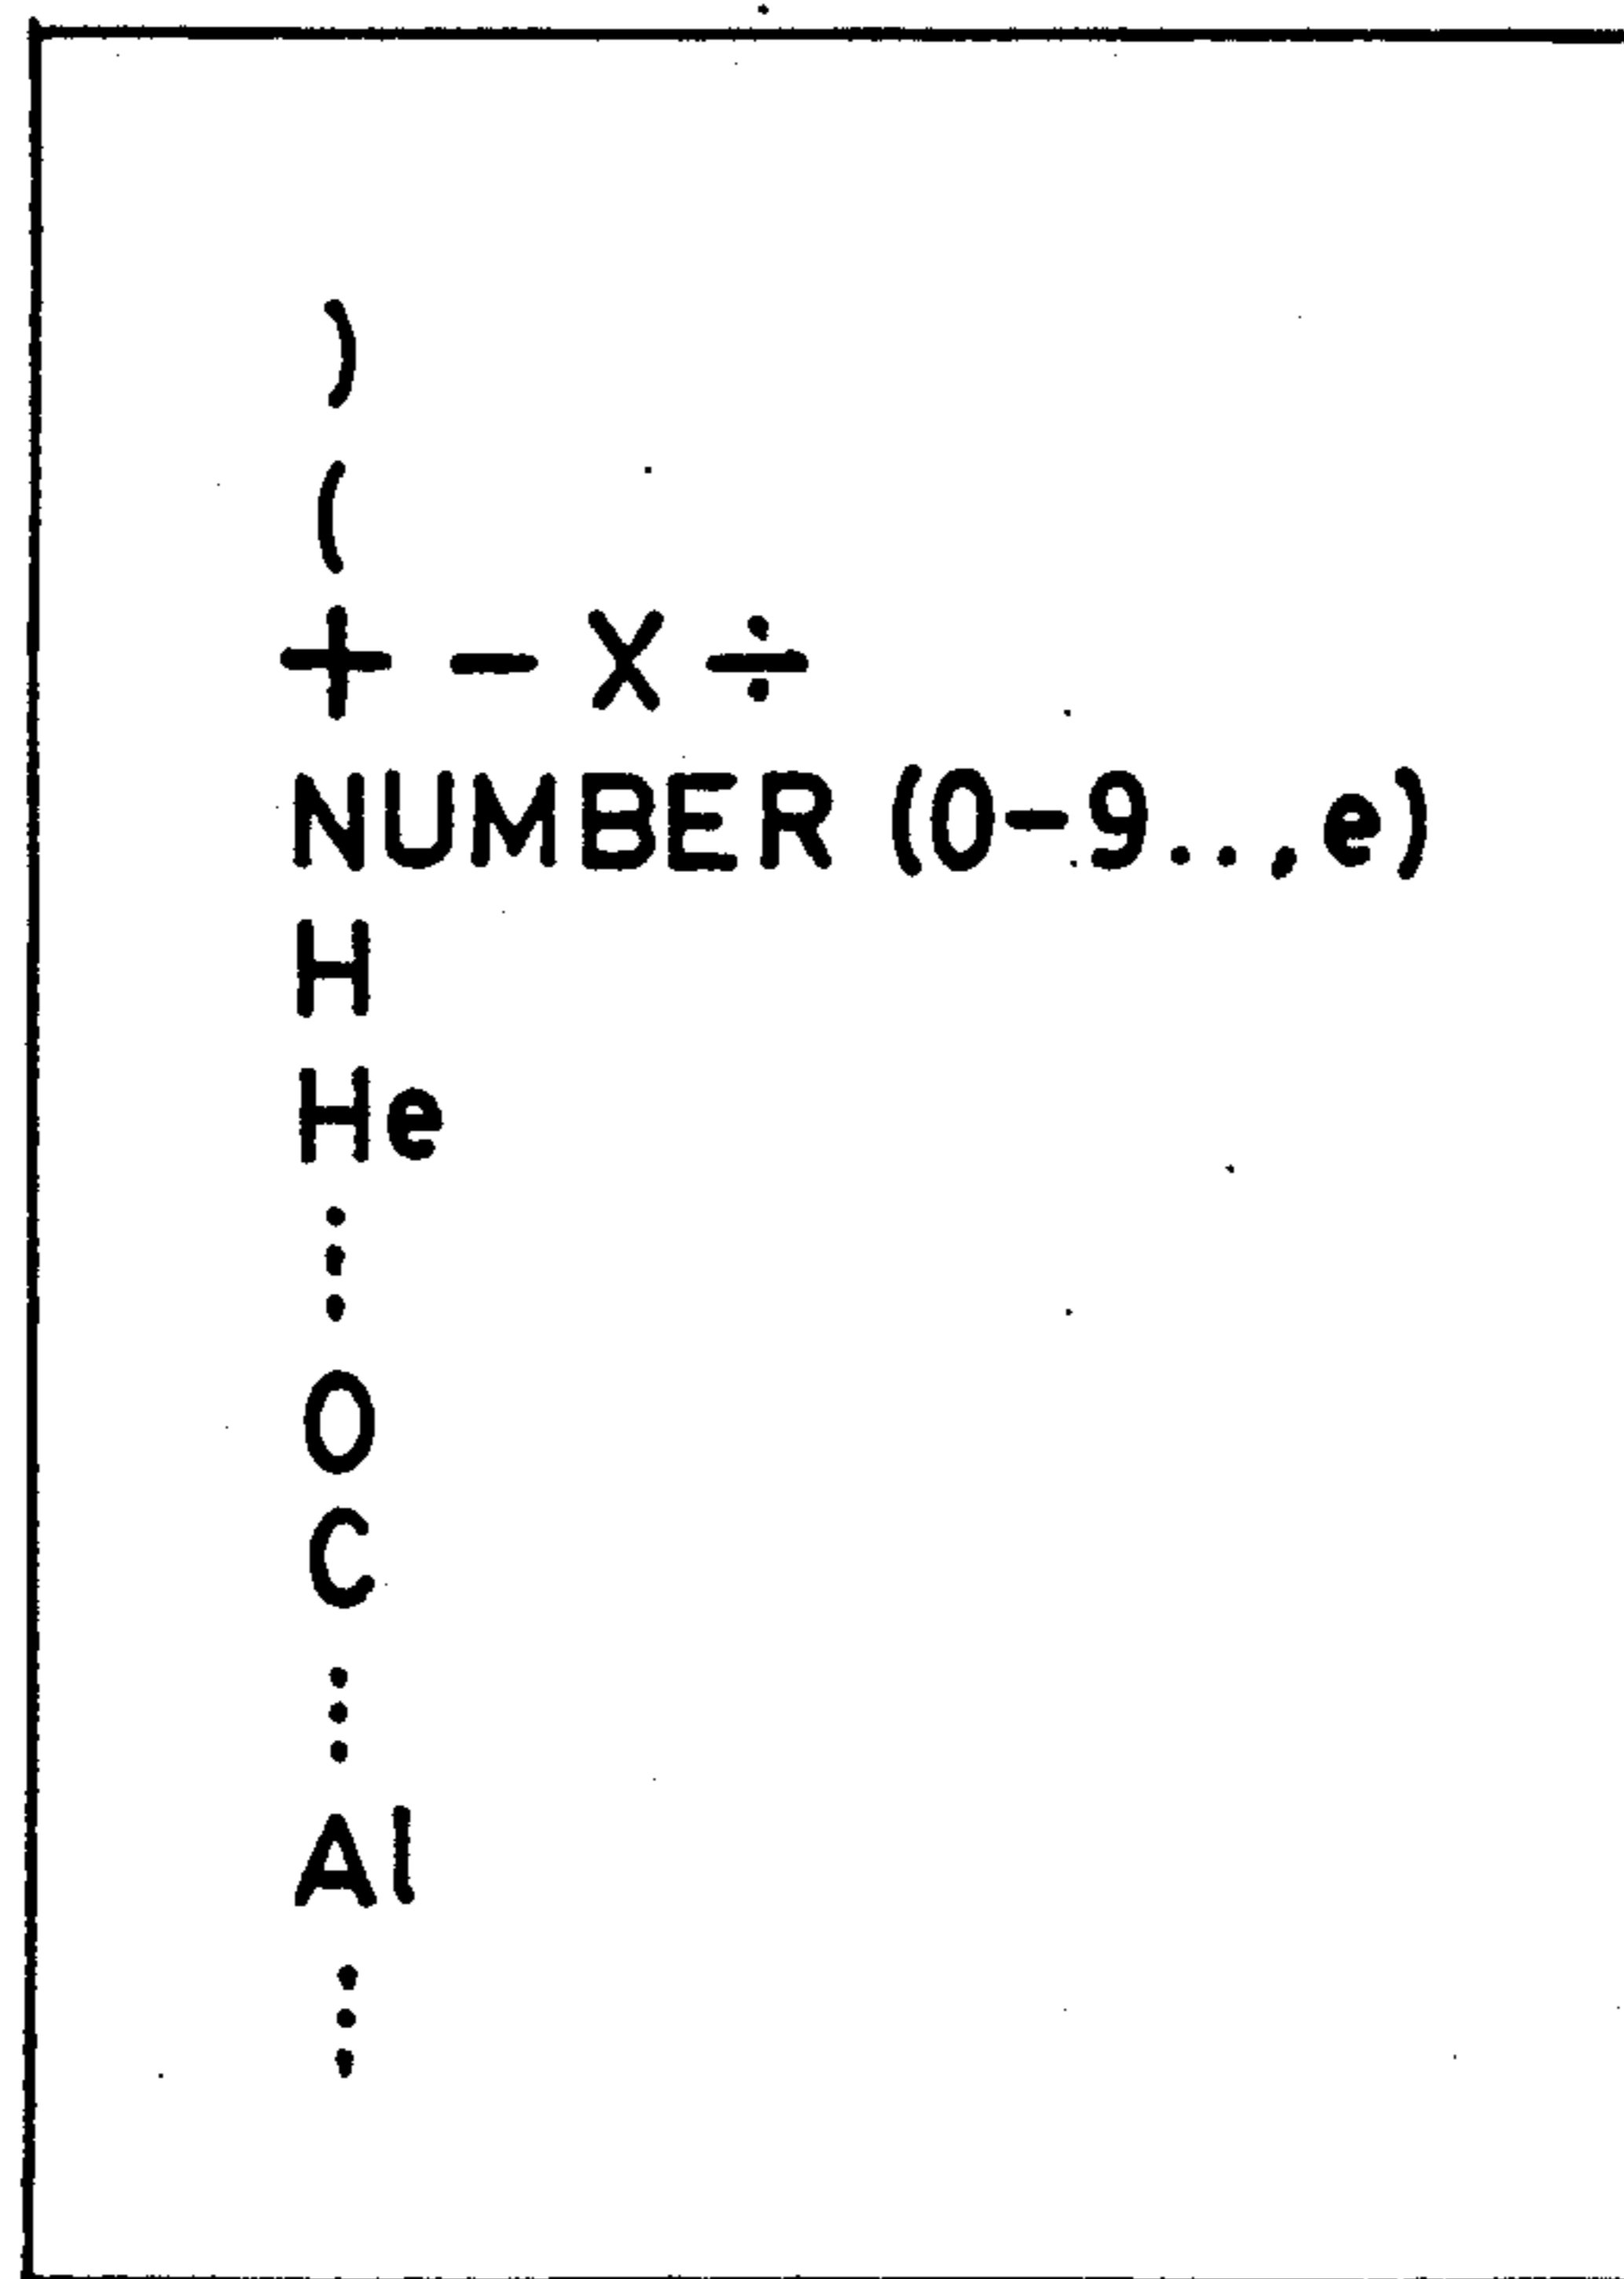 )
(
+ - X ÷
NUMBER (0-9..,e)
H
He
⋮
O
C
⋮
Al
⋮